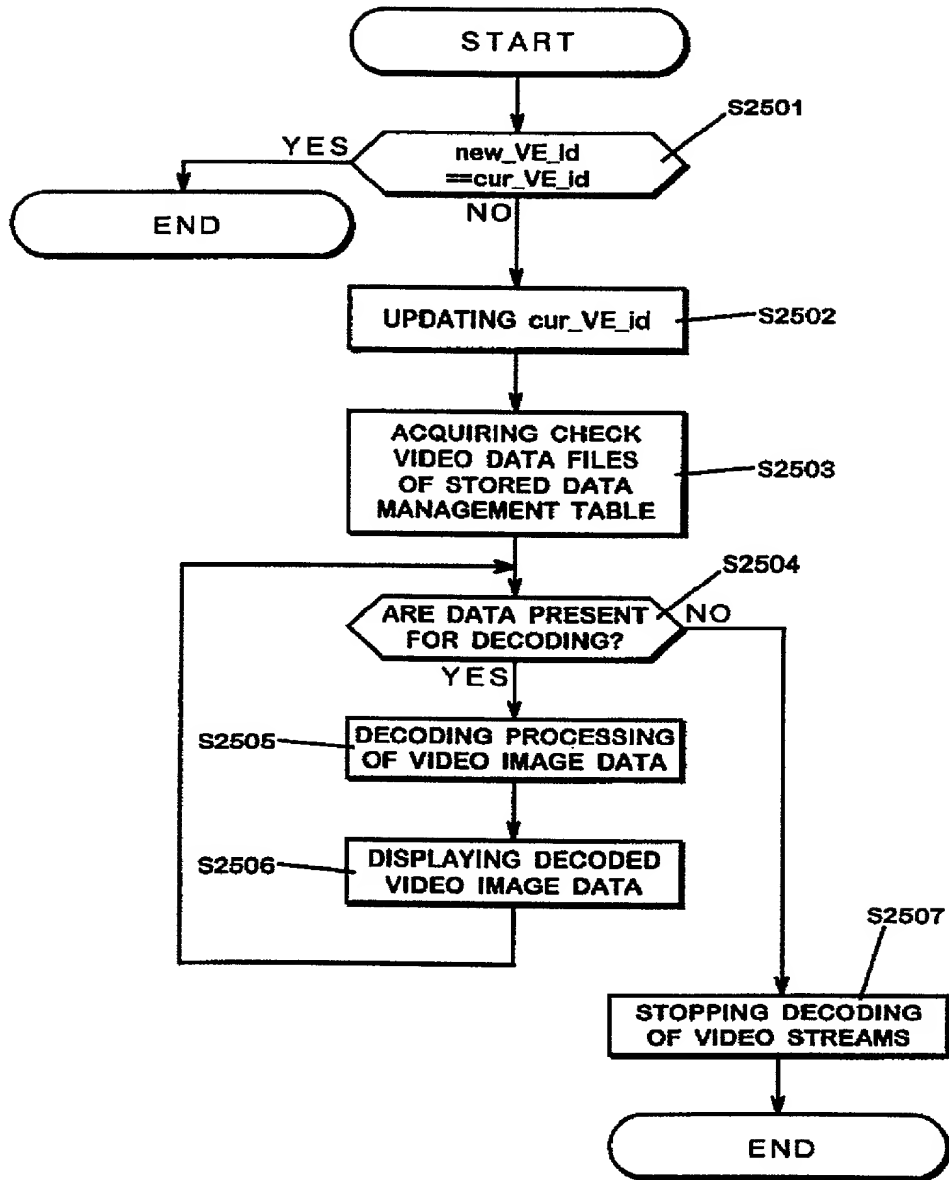 START
S2501
YES
new_VE_id
==cur_VE_id
END
NO
UPDATING cur_VE_id
S2502
ACQUIRING CHECK
VIDEO DATA FILES
OF STORED DATA
MANAGEMENT TABLE
S2503
S2504
ARE DATA PRESENT
FOR DECODING?
NO
YES
S2505
DECODING PROCESSING
OF VIDEO IMAGE DATA
S2506
DISPLAYING DECODED
VIDEO IMAGE DATA
S2507
STOPPING DECODING
OF VIDEO STREAMS
END